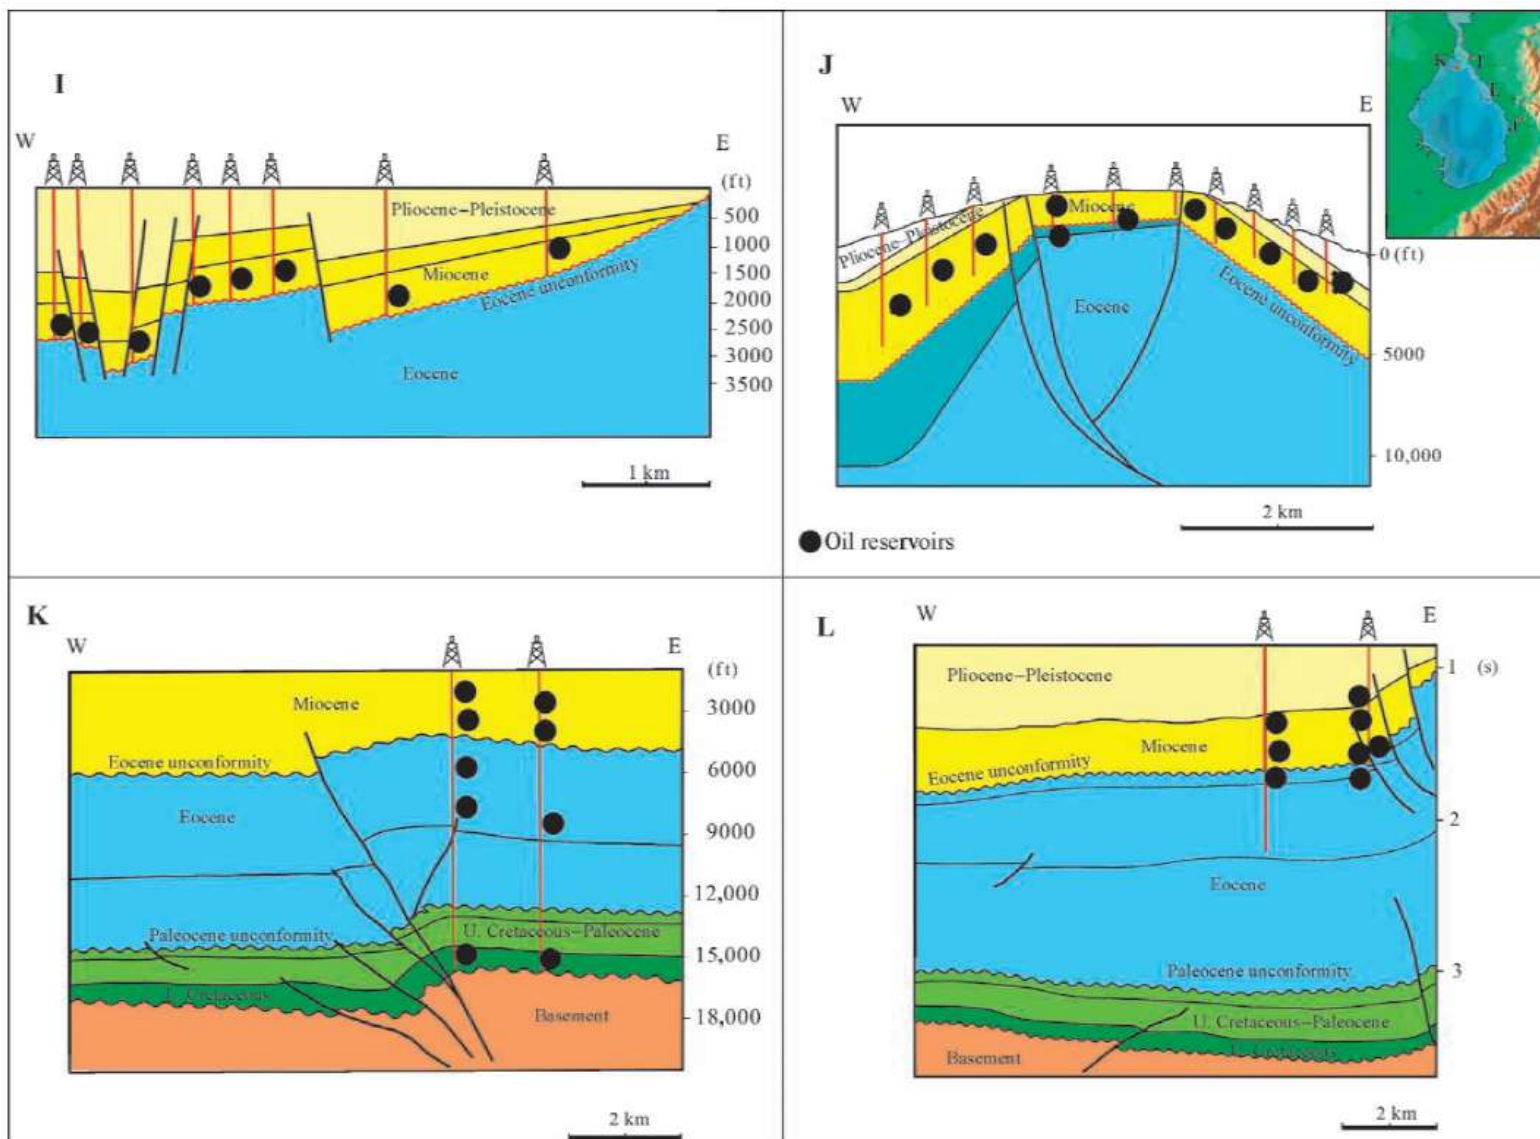 I
W
E
(ft)
500
1000
1500
2000
2500
3000
3500
Pliocene–Pleistocene
Miocene
Eocene unconformity
Eocene
1 km
J
W
E
K
I
L
J
Pliocene–Pleistocene
Miocene
Eocene
Eocene unconformity
0 (ft)
5000
10,000
2 km
Oil reservoirs
K
W
E
(ft)
3000
6000
9000
12,000
15,000
18,000
Miocene
Eocene unconformity
Eocene
Paleocene unconformity
U. Cretaceous–Paleocene
L. Cretaceous
Basement
2 km
L
W
E
1 (s)
2
3
Pliocene–Pleistocene
Miocene
Eocene unconformity
Eocene
Paleocene unconformity
U. Cretaceous–Paleocene
Basement
2 km